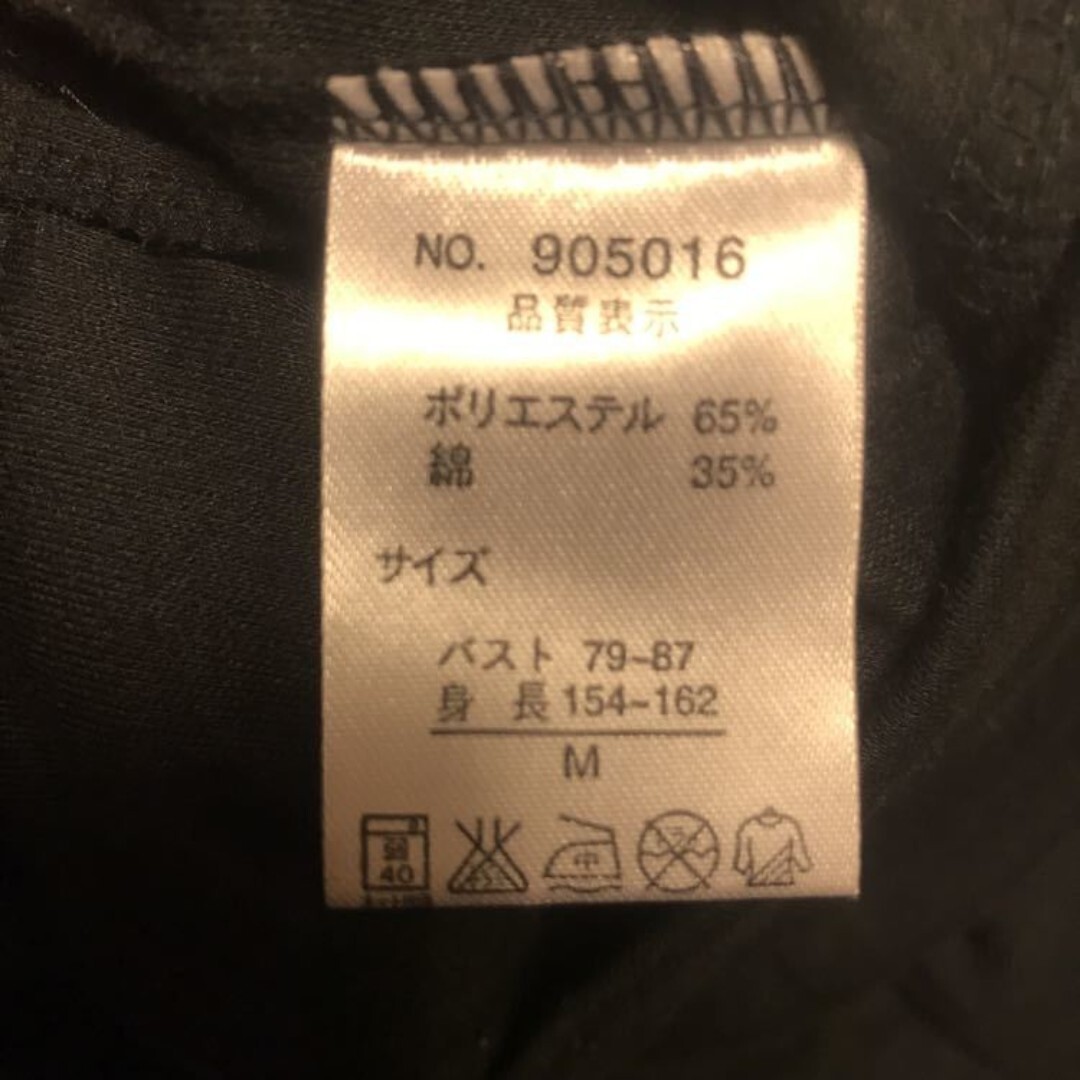 NO. 905016
品質表示
ポリエステル 65%
綿 35%
サイズ
バスト 79~87
身長 154~162
M
弱 40 中